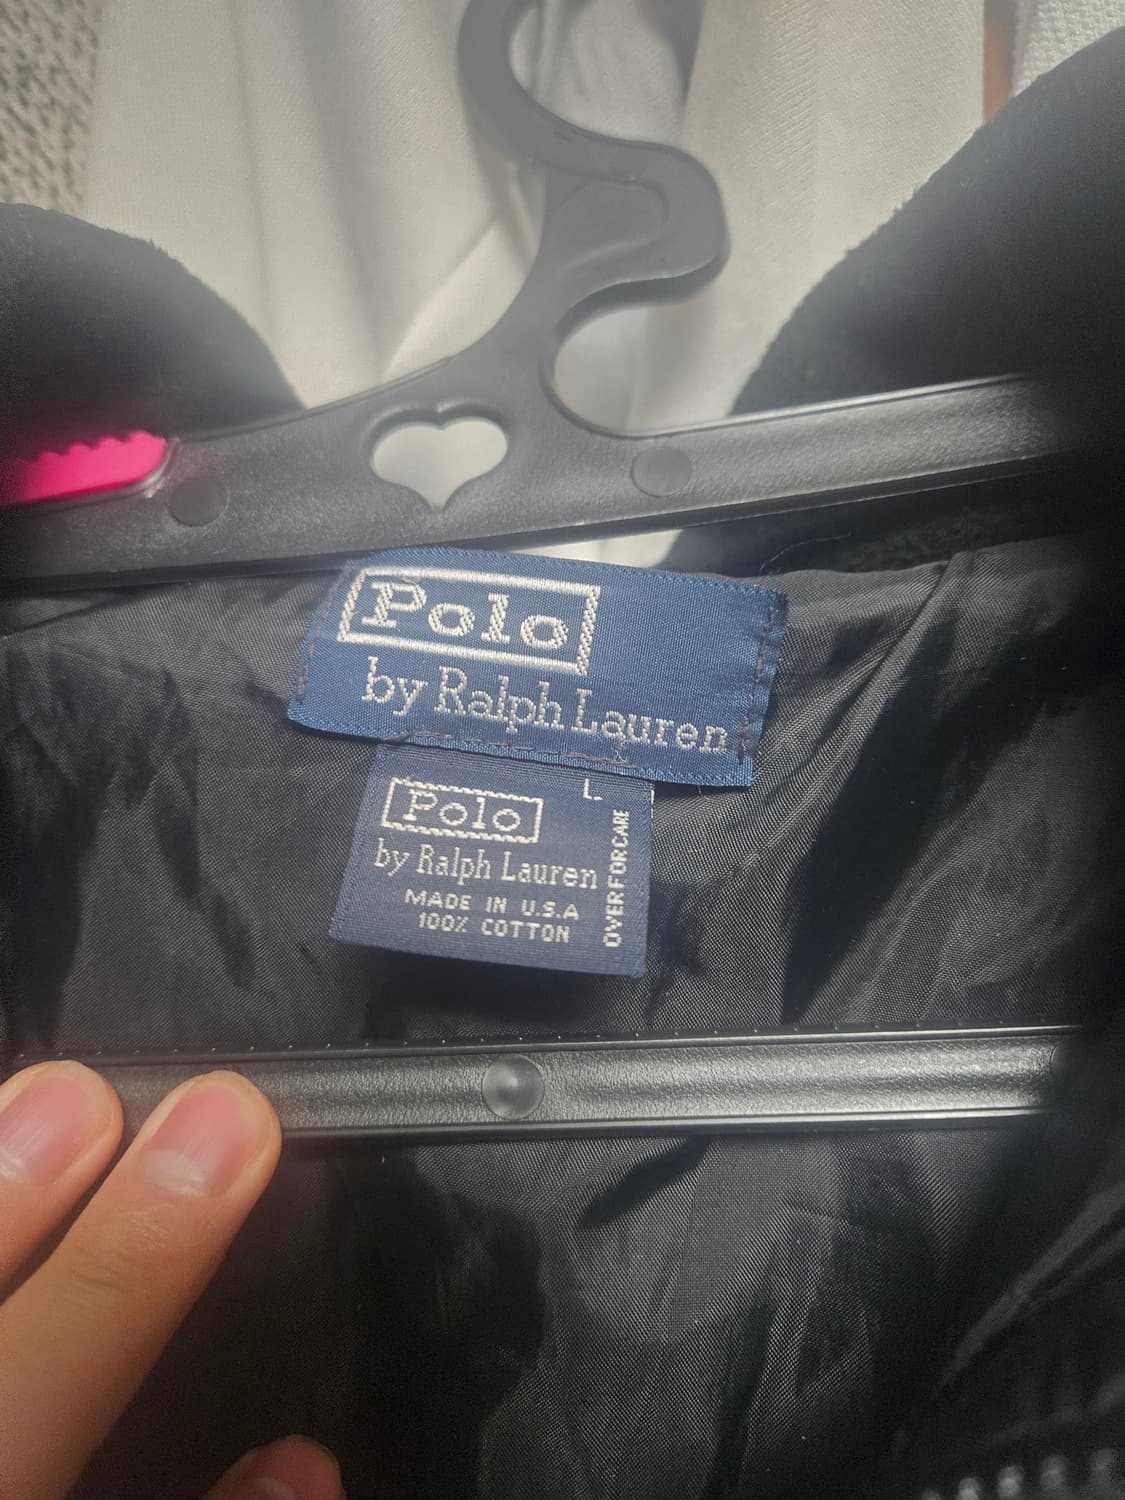 Polo
by Ralph Lauren
L.
Polo
by Ralph Lauren
MADE IN U.S.A
100% COTTON
OVER FOR CARE